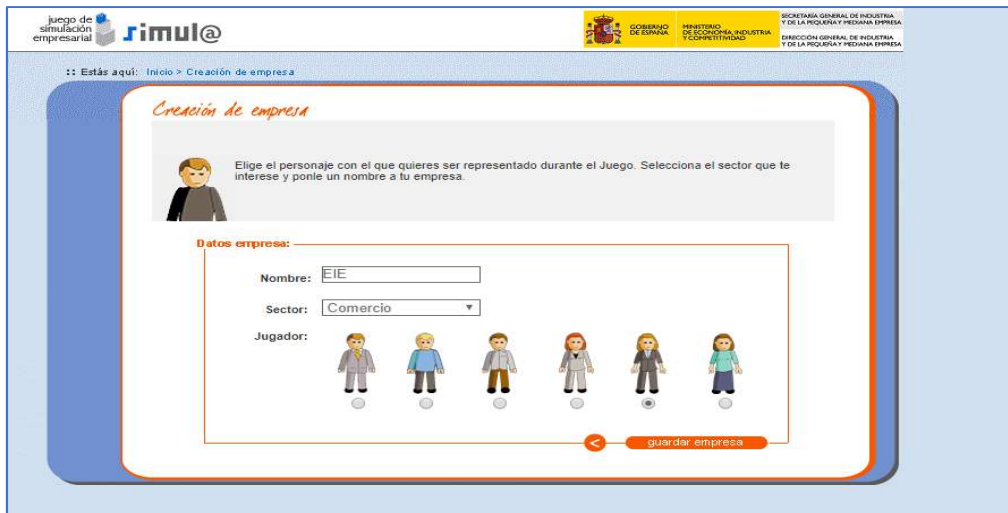 juego de
simulación
empresarial
simul@
GOBIERNO
DE ESPAÑA
MINISTERIO
DE ECONOMÍA, INDUSTRIA
Y COMPETITIVIDAD
SECRETARÍA GENERAL DE INDUSTRIA
Y DE LA PEQUEÑA Y MEDIANA EMPRESA
DIRECCIÓN GENERAL DE INDUSTRIA
Y DE LA PEQUEÑA Y MEDIANA EMPRESA
:: Estás aquí: Inicio > Creación de empresa
Creación de empresa
Elige el personaje con el que quieres ser representado durante el Juego. Selecciona el sector que te
interese y ponle un nombre a tu empresa.
Datos empresa:
Nombre: EIE
Sector: Comercio
Jugador:
< guardar empresa